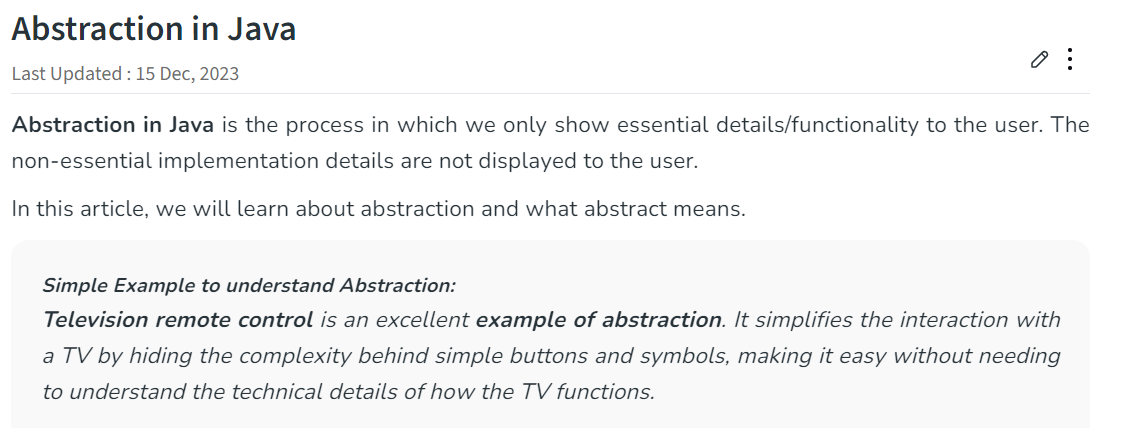 Abstraction in Java
Last Updated : 15 Dec, 2023
Abstraction in Java is the process in which we only show essential details/functionality to the user. The
non-essential implementation details are not displayed to the user.
In this article, we will learn about abstraction and what abstract means.
Simple Example to understand Abstraction:
Television remote control is an excellent example of abstraction. It simplifies the interaction with
a TV by hiding the complexity behind simple buttons and symbols, making it easy without needing
to understand the technical details of how the TV functions.